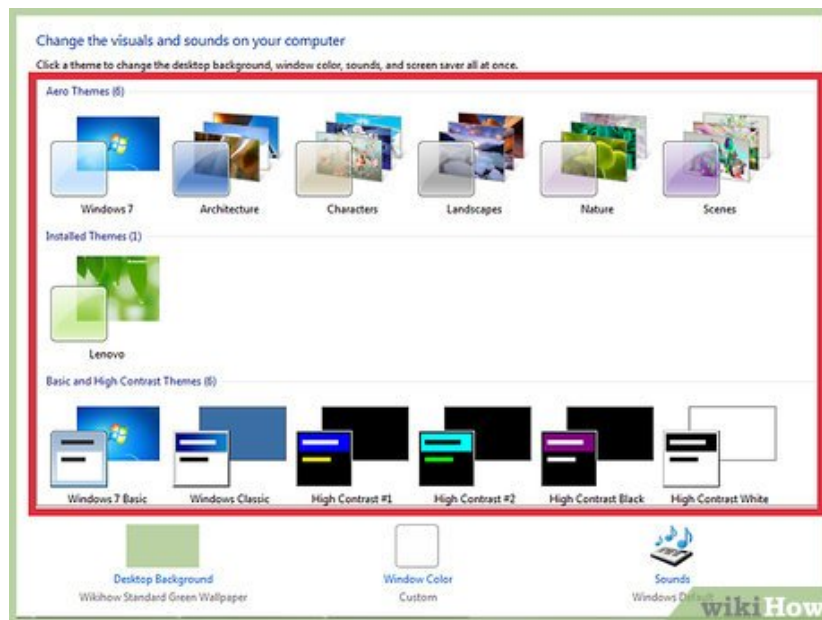 Change the visuals and sounds on your computer
Click a theme to change the desktop background, window color, sounds, and screen saver all at once.
Aero Themes (6)
Windows 7 Architecture Characters Landscapes Nature Scenes
Installed Themes (1)
Lenovo
Basic and High Contrast Themes (6)
Windows 7 Basic Windows Classic High Contrast #1 High Contrast #2 High Contrast Black High Contrast White
Desktop Background Window Color Sounds
Wikihow Standard Green Wallpaper Custom Windows
wikiHow